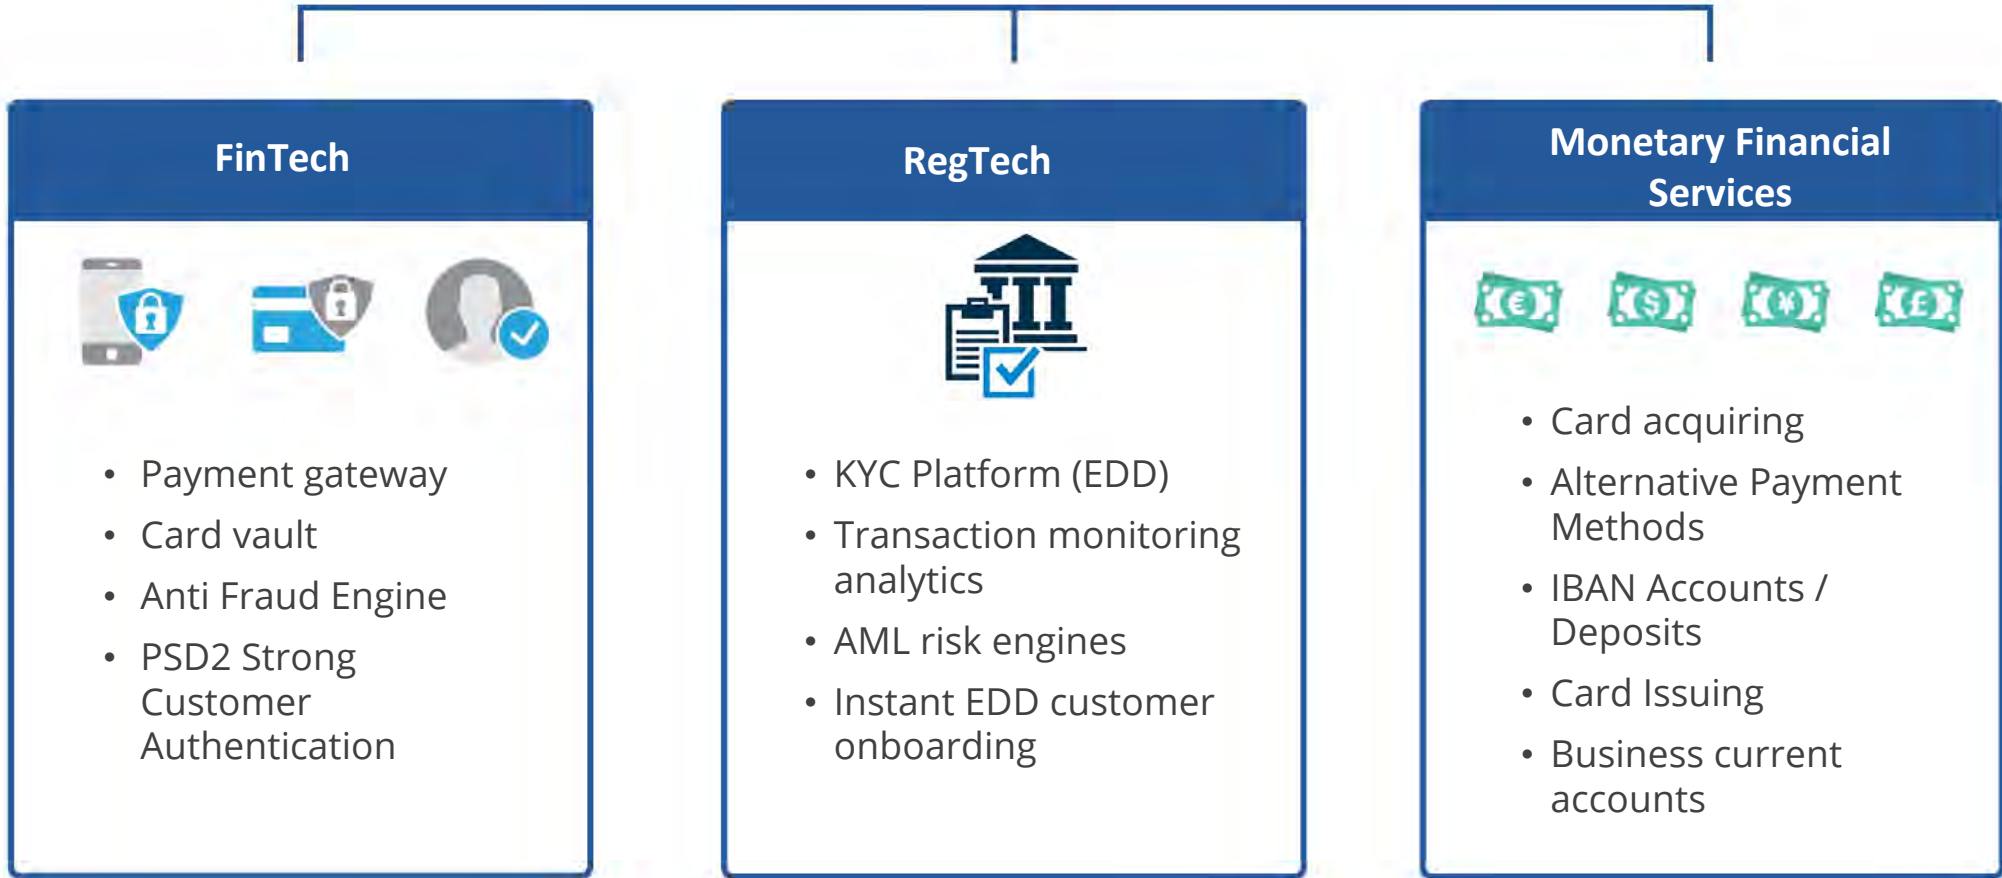 FinTech
• Payment gateway
• Card vault
• Anti Fraud Engine
• PSD2 Strong
Customer
Authentication
RegTech
• KYC Platform (EDD)
• Transaction monitoring
analytics
• AML risk engines
• Instant EDD customer
onboarding
Monetary Financial
Services
€ $ ¥ £
• Card acquiring
• Alternative Payment
Methods
• IBAN Accounts /
Deposits
• Card Issuing
• Business current
accounts